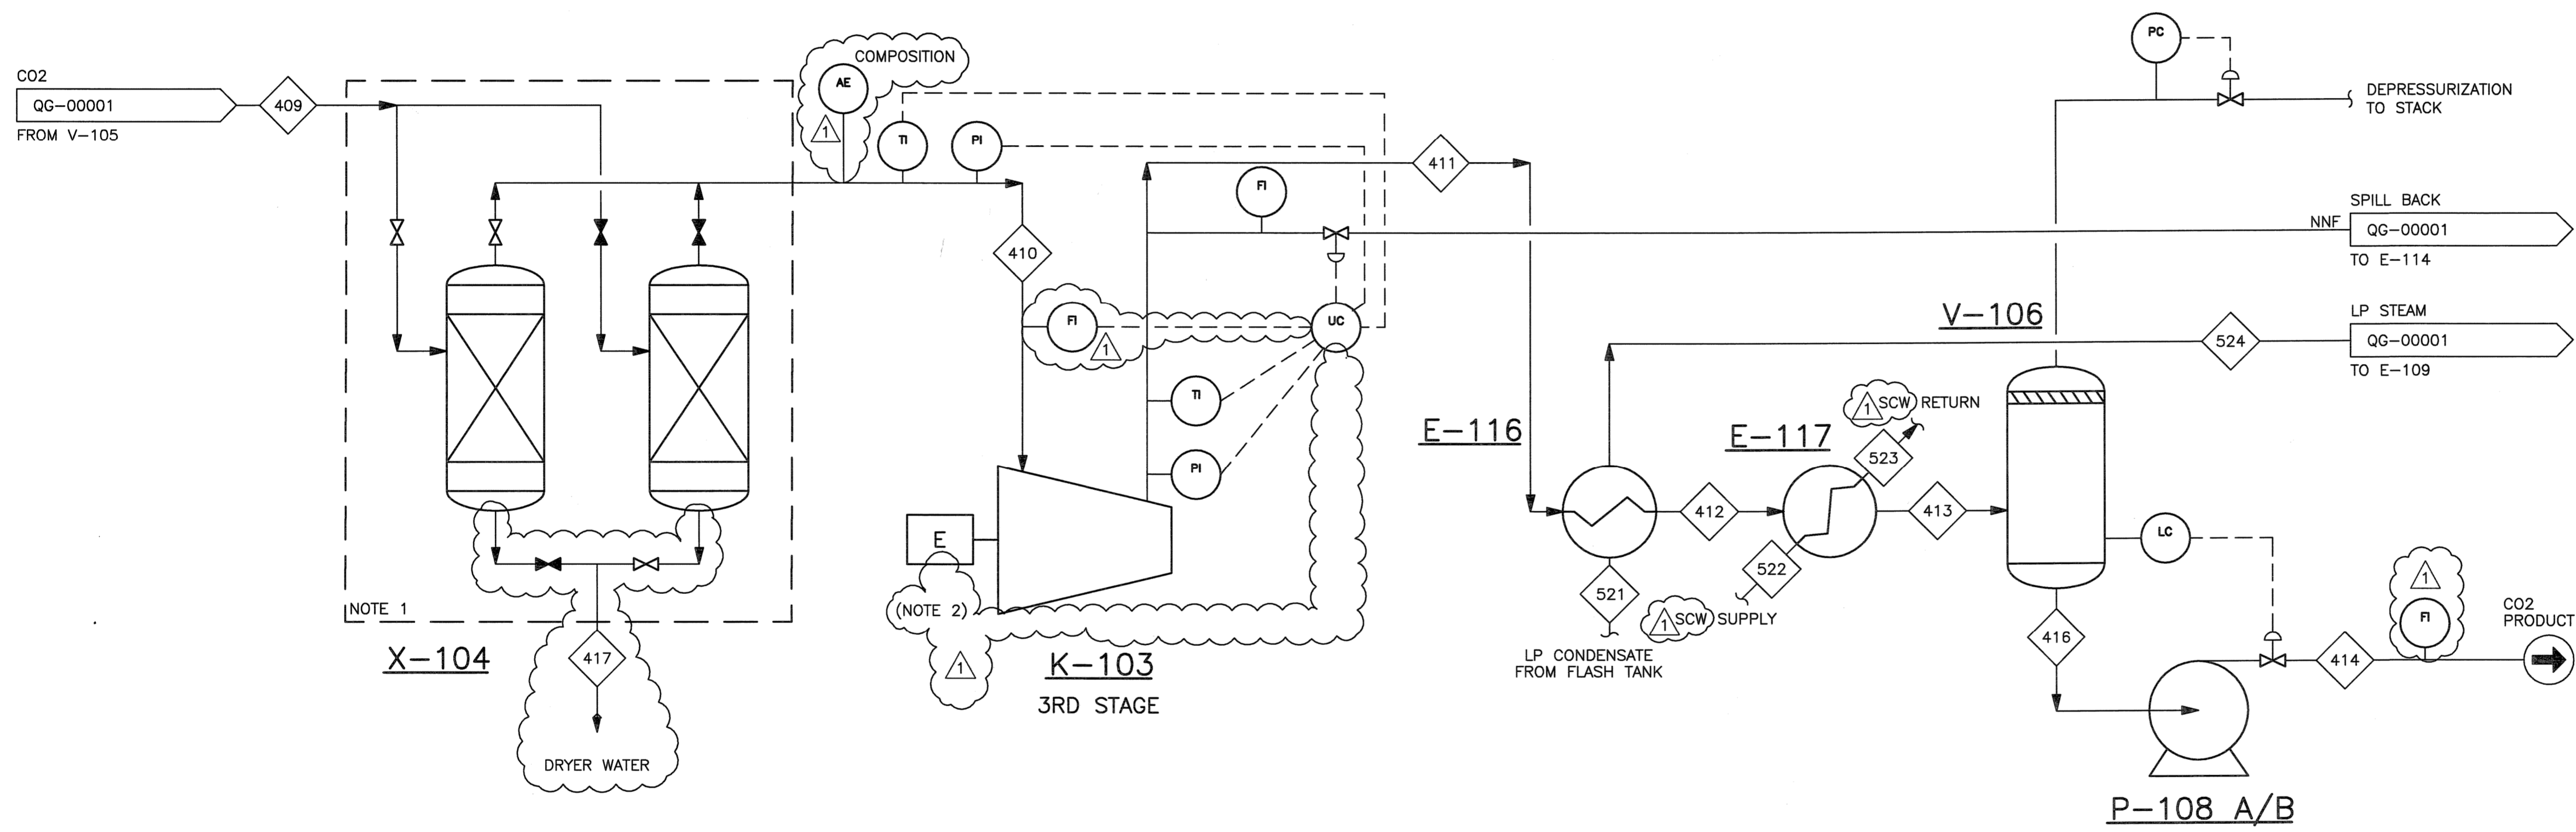 CO2
QG-00001
FROM V-105
409
NOTE 1
X-104
417
DRYER WATER
COMPOSITION
AE
1
TI
PI
410
FI
1
UC
TI
PI
E
(NOTE 2)
1
K-103
3RD STAGE
FI
411
E-116
412
521
LP CONDENSATE
FROM FLASH TANK
E-117
1
SCW RETURN
523
522
1
SCW SUPPLY
413
V-106
PC
DEPRESSURIZATION
TO STACK
SPILL BACK
NNF
QG-00001
TO E-114
LP STEAM
524
QG-00001
TO E-109
LC
416
P-108 A/B
414
1
FI
CO2
PRODUCT